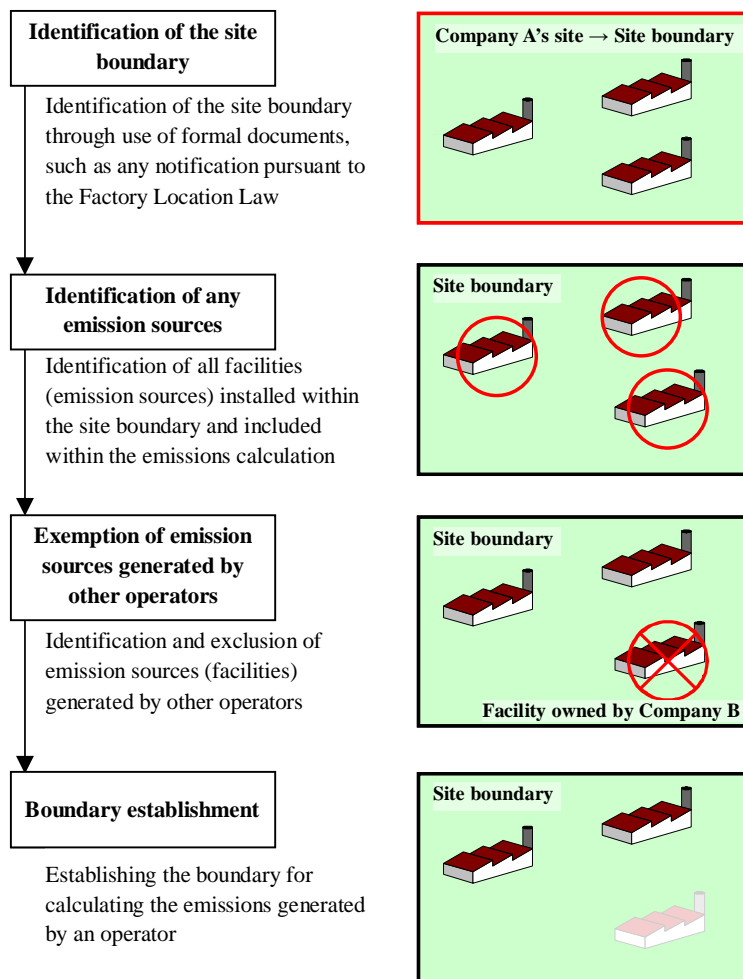 Identification of the site
boundary
Company A's site → Site boundary
Identification of the site boundary
through use of formal documents,
such as any notification pursuant to
the Factory Location Law
Identification of any
emission sources
Site boundary
Identification of all facilities
(emission sources) installed within
the site boundary and included
within the emissions calculation
Exemption of emission
sources generated by
other operators
Site boundary
Identification and exclusion of
emission sources (facilities)
generated by other operators
Facility owned by Company B
Boundary establishment
Site boundary
Establishing the boundary for
calculating the emissions generated
by an operator